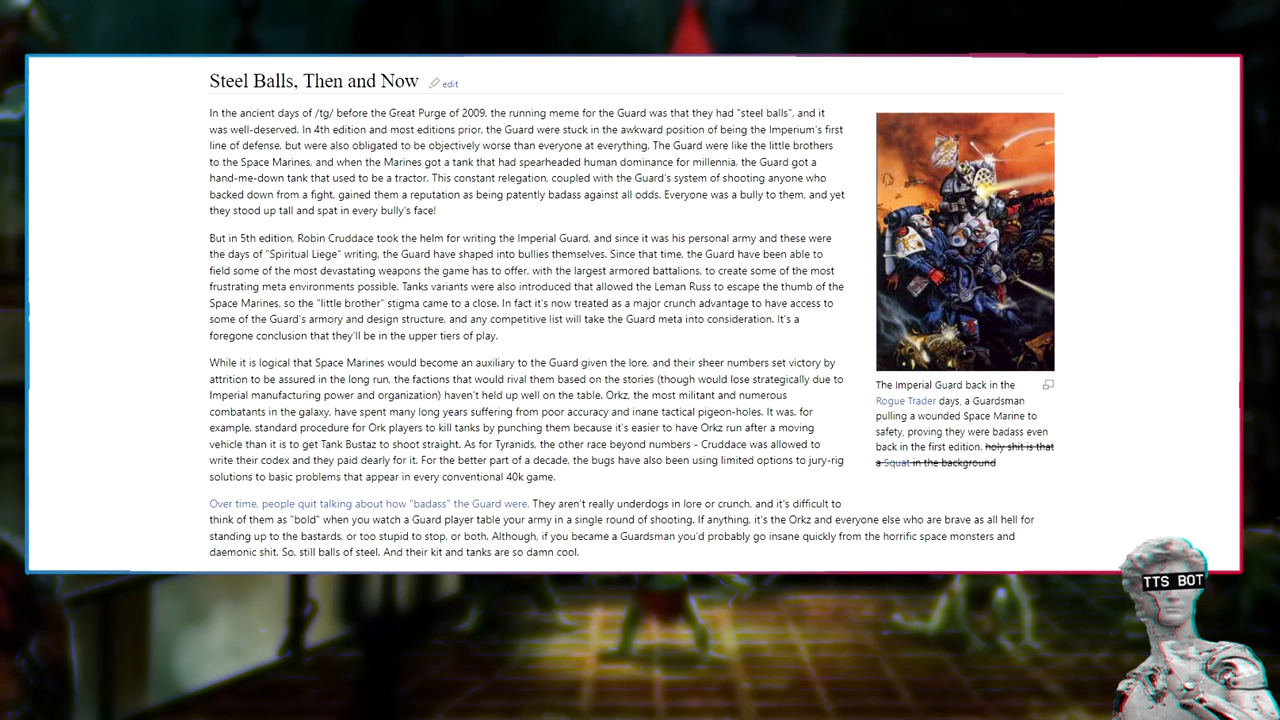 Steel Balls, Then and Now
edit
In the ancient days of /tg/ before the Great Purge of 2009, the running meme for the Guard was that they had "steel balls", and it
was well-deserved. In 4th edition and most editions prior, the Guard were stuck in the awkward position of being the Imperium's first
line of defense, but were also obligated to be objectively worse than everyone at everything. The Guard were like the little brothers
to the Space Marines, and when the Marines got a tank that had spearheaded human dominance for millennia, the Guard got a
hand-me-down tank that used to be a tractor. This constant relegation, coupled with the Guard's system of shooting anyone who
backed down from a fight, gained them a reputation as being patently badass against all odds. Everyone was a bully to them, and yet
they stood up tall and spat in every bully's face!
But in 5th edition, Robin Cruddace took the helm for writing the Imperial Guard, and since it was his personal army and these were
the days of "Spiritual Liege" writing, the Guard have shaped into bullies themselves. Since that time, the Guard have been able to
field some of the most devastating weapons the game has to offer, with the largest armored battalions, to create some of the most
frustrating meta environments possible. Tanks variants were also introduced that allowed the Leman Russ to escape the thumb of the
Space Marines, so the "little brother" stigma came to a close. In fact it's now treated as a major crunch advantage to have access to
some of the Guard's armory and design structure, and any competitive list will take the Guard meta into consideration. It's a
foregone conclusion that they'll be in the upper tiers of play.
While it is logical that Space Marines would become an auxiliary to the Guard given the lore, and their sheer numbers set victory by
attrition to be assured in the long run, the factions that would rival them based on the stories (though would lose strategically due to
Imperial manufacturing power and organization) haven't held up well on the table. Orkz, the most militant and numerous
combatants in the galaxy, have spent many long years suffering from poor accuracy and inane tactical pigeon-holes. It was, for
example, standard procedure for Ork players to kill tanks by punching them because it's easier to have Orkz run after a moving
vehicle than it is to get Tank Bustaz to shoot straight. As for Tyranids, the other race beyond numbers - Cruddace was allowed to
write their codex and they paid dearly for it. For the better part of a decade, the bugs have also been using limited options to jury-rig
solutions to basic problems that appear in every conventional 40k game.
Over time, people quit talking about how "badass" the Guard were. They aren't really underdogs in lore or crunch, and it's difficult to
think of them as "bold" when you watch a Guard player table your army in a single round of shooting. If anything, it's the Orkz and everyone else who are brave as all hell for
standing up to the bastards, or too stupid to stop, or both. Although, if you became a Guardsman you'd probably go insane quickly from the horrific space monsters and
daemonic shit. So, still balls of steel. And their kit and tanks are so damn cool.
The Imperial Guard back in the
Rogue Trader days, a Guardsman
pulling a wounded Space Marine to
safety, proving they were badass even
back in the first edition. holy shit is that
a Squat in the background
TTS BOT